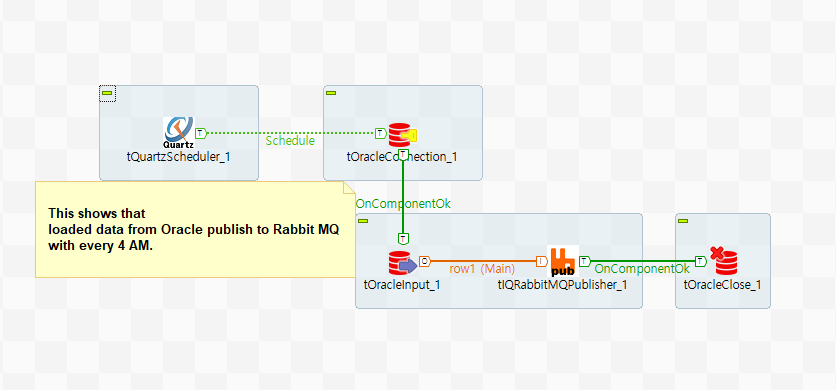 Quartz
Schedule
tQuartzScheduler_1
tOracleConnection_1
This shows that
loaded data from Oracle publish to Rabbit MQ
with every 4 AM.
OnComponentOk
row1 (Main)
pub
OnComponentOk
tOracleInput_1
tIQRabbitMQPublisher_1
tOracleClose_1